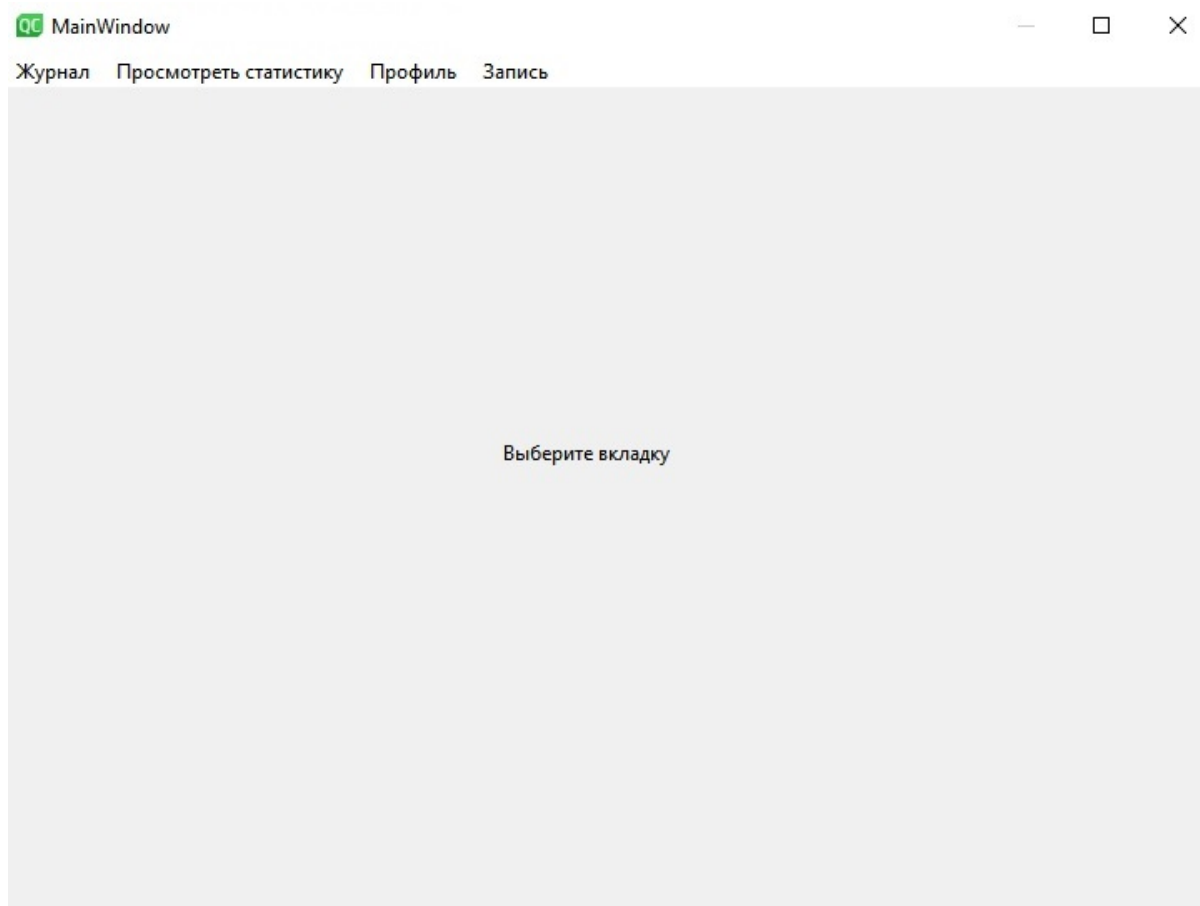 QC MainWindow
Журнал Просмотреть статистику Профиль Запись
Выберите вкладку